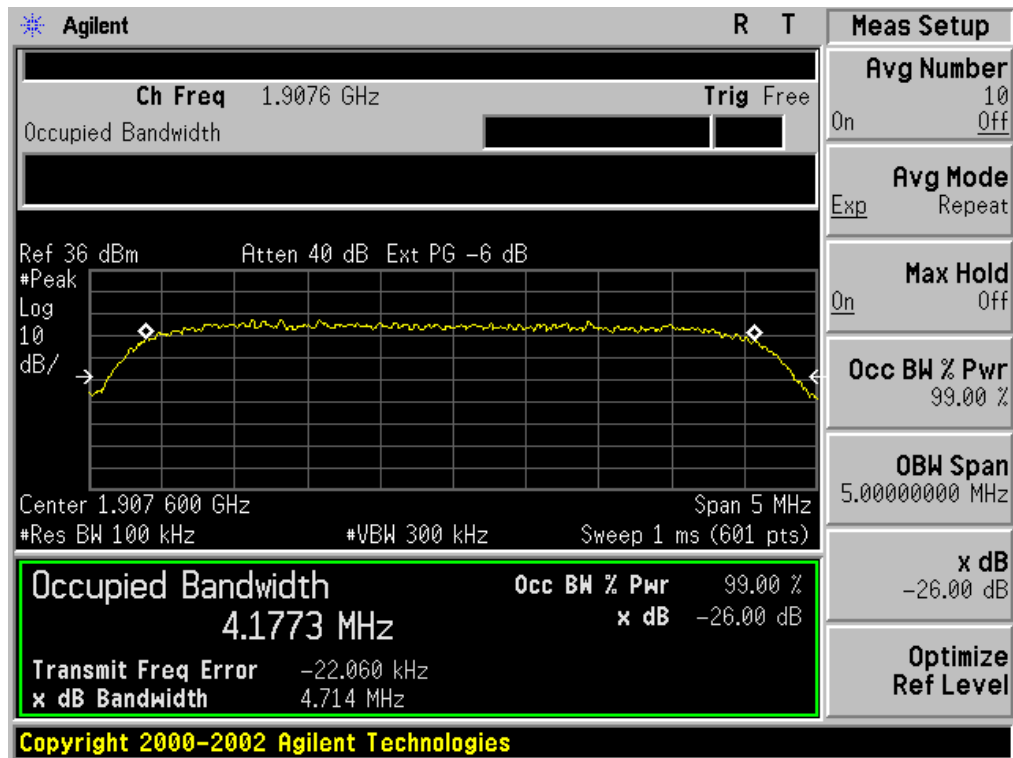 Agilent R T
Ch Freq 1.9076 GHz Trig Free
Occupied Bandwidth
Ref 36 dBm Atten 40 dB Ext PG -6 dB
#Peak
Log
10
dB/
Center 1.907 600 GHz Span 5 MHz
#Res BW 100 kHz #VBW 300 kHz Sweep 1 ms (601 pts)
Occupied Bandwidth Occ BW % Pwr 99.00 %
4.1773 MHz x dB -26.00 dB
Transmit Freq Error -22.060 kHz
x dB Bandwidth 4.714 MHz
Copyright 2000-2002 Agilent Technologies
Meas Setup
Avg Number
10
On Off
Avg Mode
Exp Repeat
Max Hold
On Off
Occ BW % Pwr
99.00 %
OBW Span
5.00000000 MHz
x dB
-26.00 dB
Optimize
Ref Level